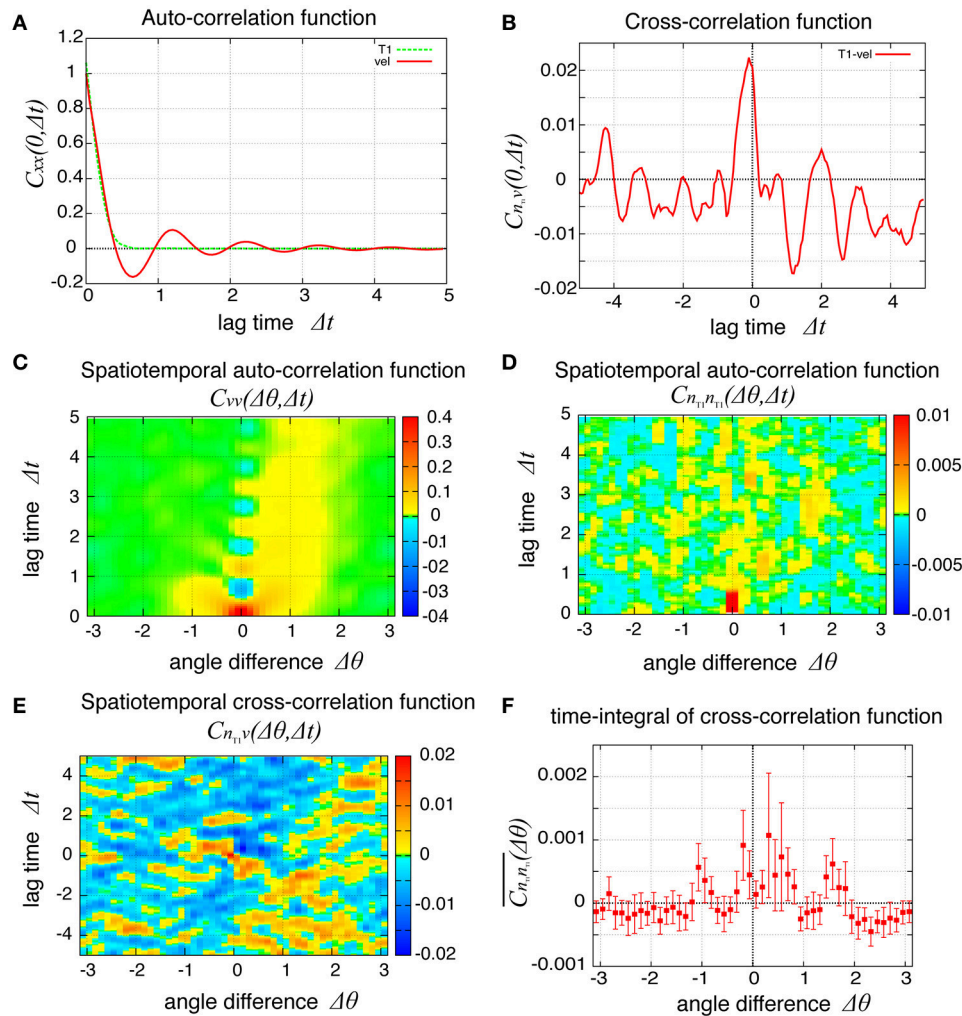 A
Auto-correlation function
1.2
1
0.8
0.6
0.4
0.2
0
-0.2
Cxx(0,Δt)
T1
vel
0 1 2 3 4 5
lag time Δt
B
Cross-correlation function
0.02
0.01
0
-0.01
-0.02
T1-vel
-4 -2 0 2 4
lag time Δt
C
Spatiotemporal auto-correlation function
Cvv(Δθ,Δt)
5
4
3
2
1
0
lag time Δt
-3 -2 -1 0 1 2 3
angle difference Δθ
0.4
0.3
0.2
0.1
0
-0.1
-0.2
-0.3
-04
D
Spatiotemporal auto-correlation function
CnT1nT1(Δθ,Δt)
5
4
3
2
1
0
lag time Δt
-3 -2 -1 0 1 2 3
angle difference Δθ
0.01
0.005
0
-0.005
-0.01
E
Spatiotemporal cross-correlation function
CnT1v(Δθ,Δt)
4
2
0
-2
-4
lag time Δt
-3 -2 -1 0 1 2 3
angle difference Δθ
0.02
0.01
0
-0.01
-0.02
F
time-integral of cross-correlation function
0.002
0.001
0
-0.001
-3 -2 -1 0 1 2 3
angle difference Δθ